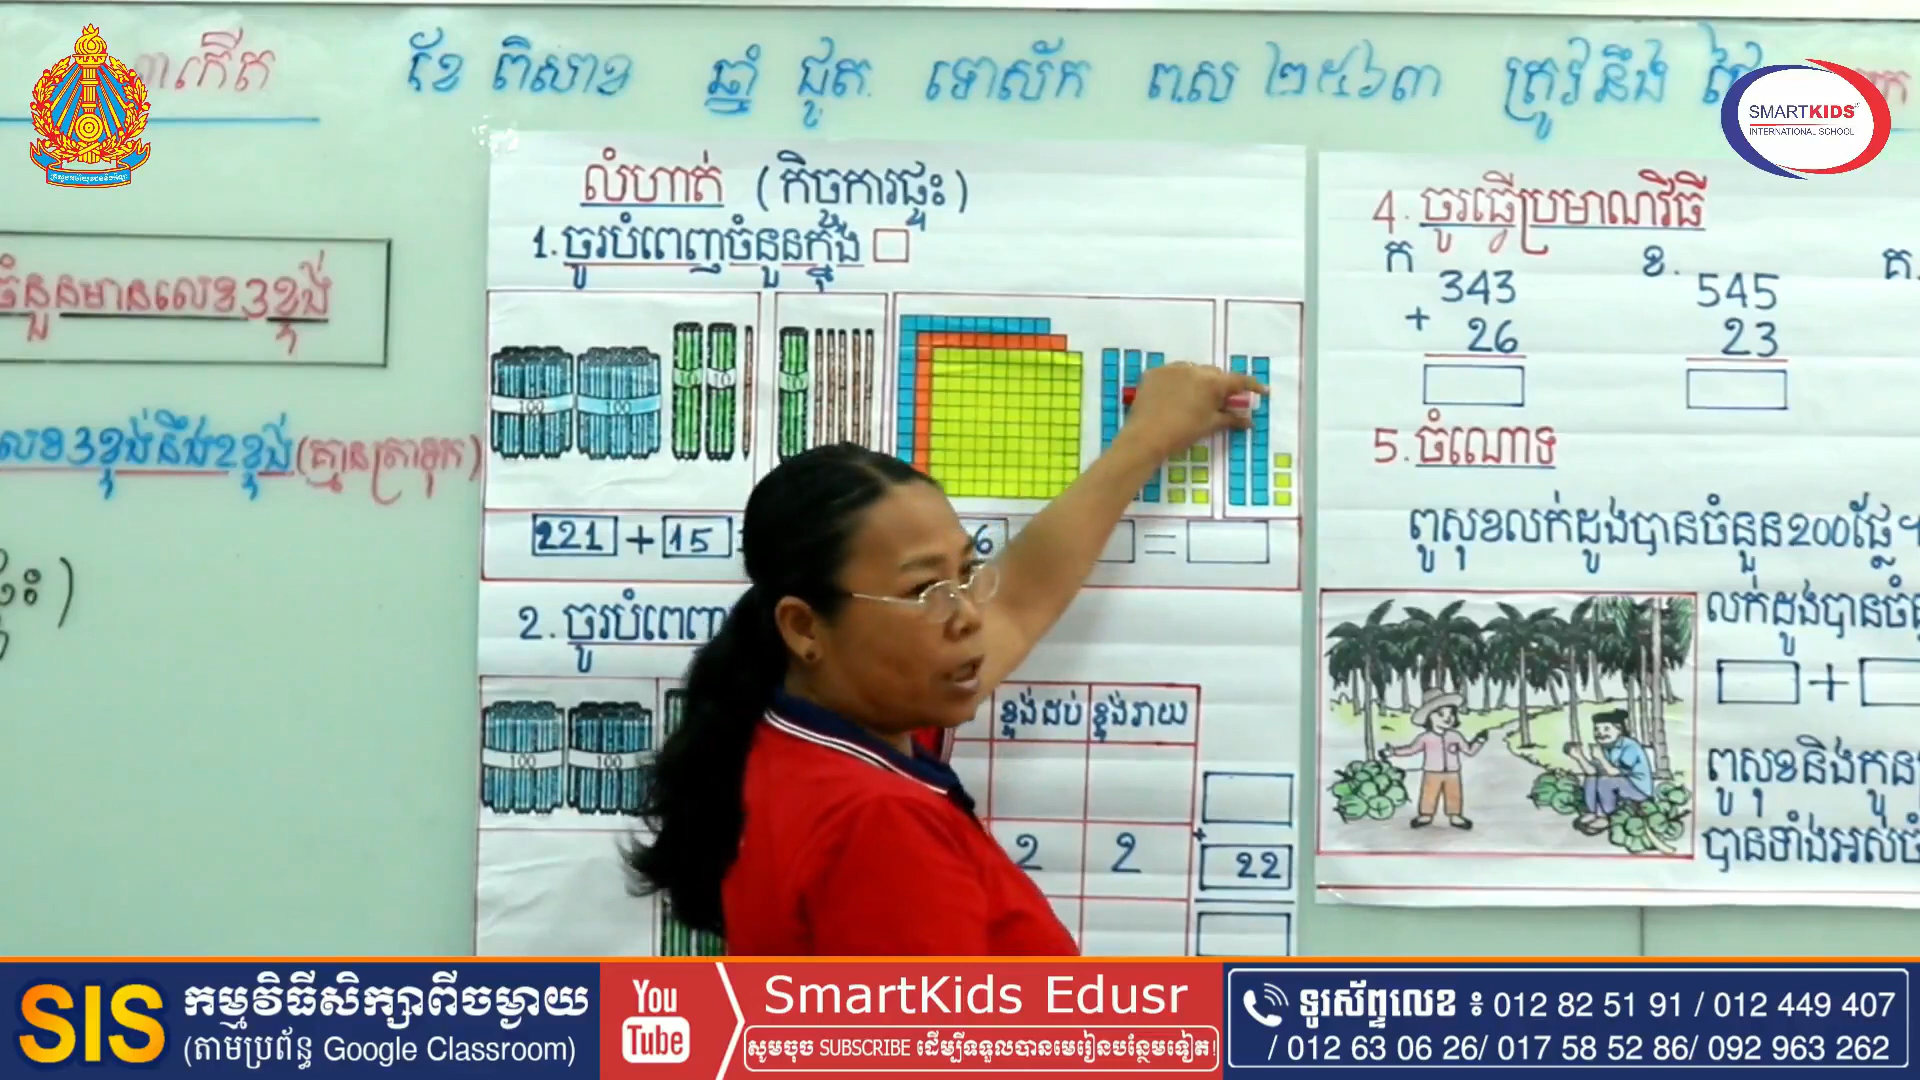 កើត ខែ ពិសាខ ឆ្នាំ ជូត ទោស័ក ព.ស ២៥៦៣ ត្រូវនឹង ថ្ងៃ
SMARTKIDS
INTERNATIONAL SCHOOL
ចំនួនមានលេខ3ខ្ទង់
លេខ3ខ្ទង់នឹង2ខ្ទង់(គ្មានត្រាទុក)
លំហាត់ (កិច្ចការផ្ទះ)
1.ចូរបំពេញចំនួនក្នុង
100 100 10 10 10
221 + 15
6
=
2. ចូរបំពេញ
100 100
ខ្ទង់ដប់ ខ្ទង់រាយ
+
2 2 22
4. ចូរធ្វើប្រមាណវិធី
ក ខ. គ.
343 545
+ 26 23
5. ចំណោទ
ពូសុខលក់ដូងបានចំនួន200ផ្លែ។
លក់ដូងបានចំ
+
ពូសុខនិងកូន
បានទាំងអស់ចំ
SIS
កម្មវិធីសិក្សាពីចម្ងាយ
(តាមប្រព័ន្ធ Google Classroom)
You
Tube
SmartKids Edusr
សូមចុច SUBSCRIBE ដើម្បីទទួលបានមេរៀនបន្ថែមទៀត!
ទូរស័ព្ទលេខ ៖ 012 82 51 91 / 012 449 407
/ 012 63 06 26/ 017 58 52 86/ 092 963 262